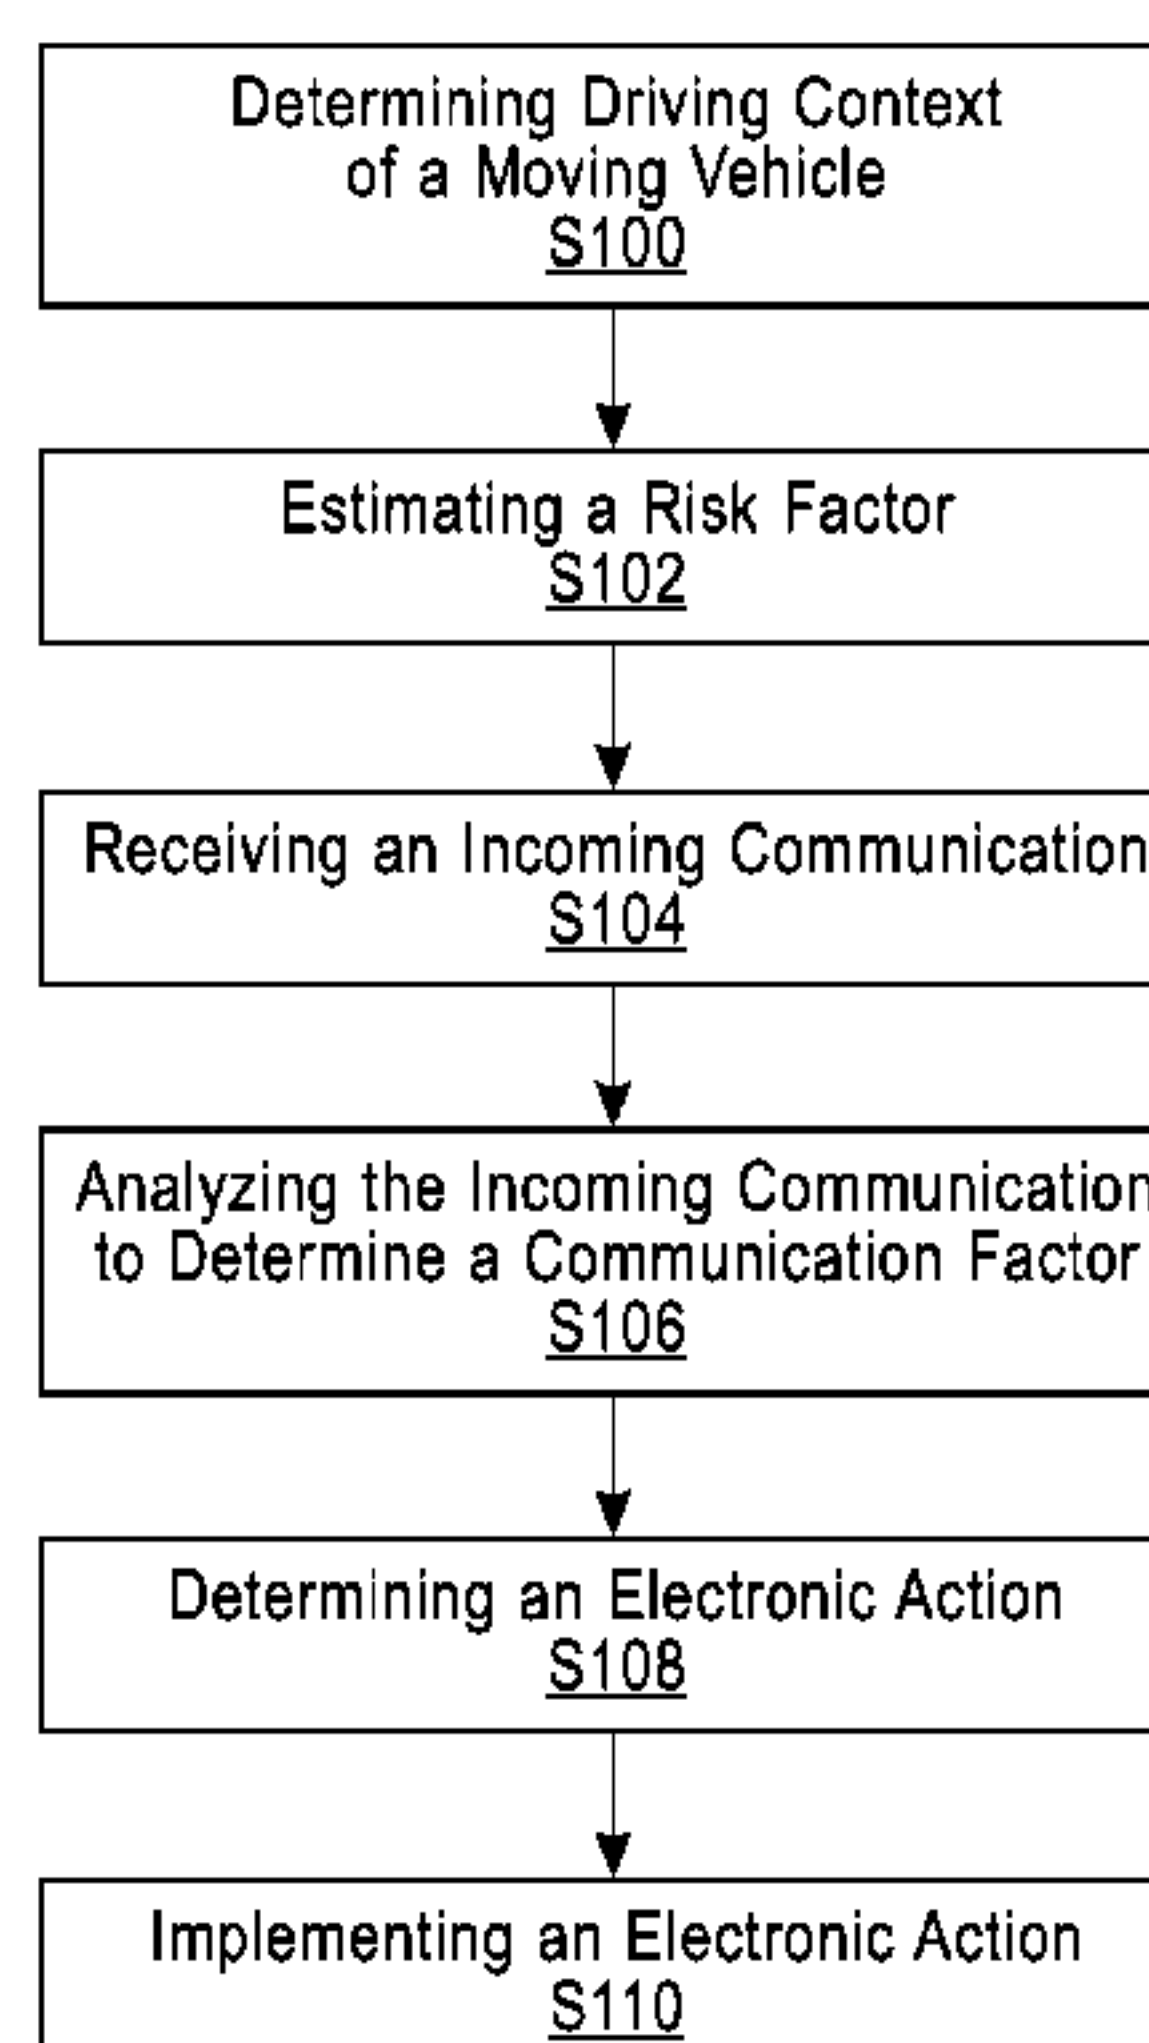 Determining Driving Context
of a Moving Vehicle
S100
Estimating a Risk Factor
S102
Receiving an Incoming Communication
S104
Analyzing the Incoming Communication
to Determine a Communication Factor
S106
Determining an Electronic Action
S108
Implementing an Electronic Action
S110